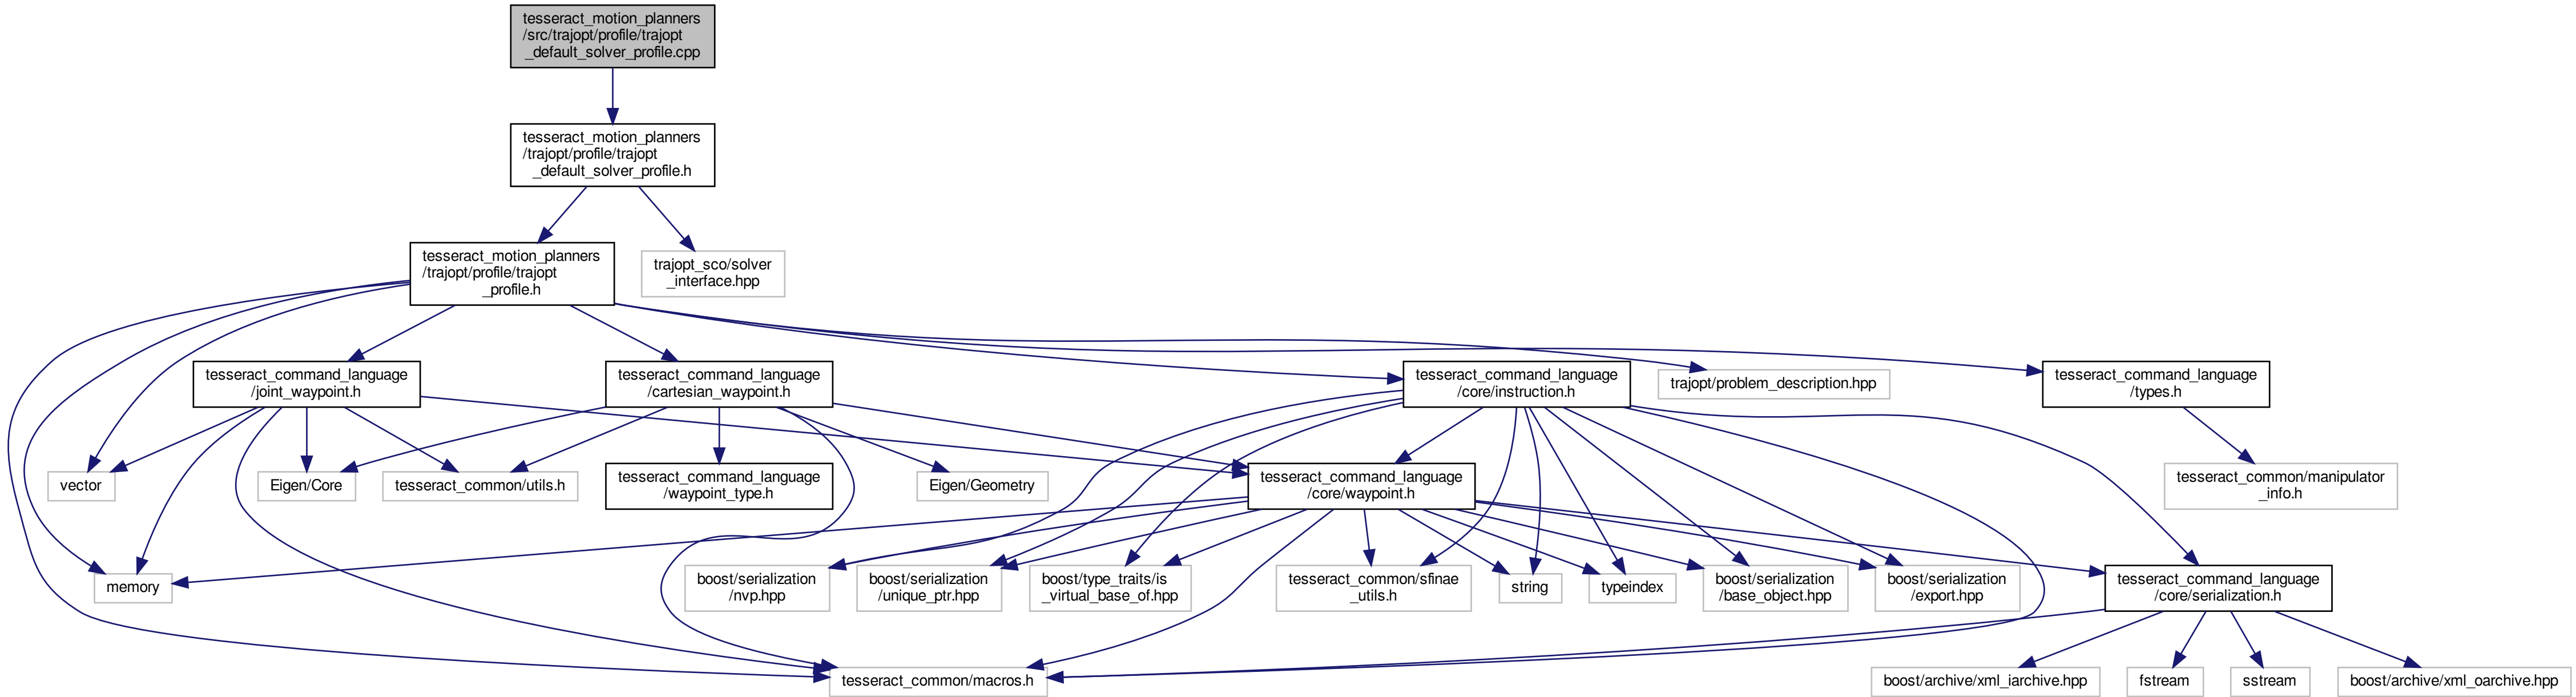 tesseract_motion_planners
/src/trajopt/profile/trajopt
_default_solver_profile.cpp
tesseract_motion_planners
/trajopt/profile/trajopt
_default_solver_profile.h
tesseract_motion_planners
/trajopt/profile/trajopt
_profile.h
trajopt_sco/solver
_interface.hpp
tesseract_command_language
/joint_waypoint.h
tesseract_command_language
/cartesian_waypoint.h
tesseract_command_language
/core/instruction.h
trajopt/problem_description.hpp
tesseract_command_language
/types.h
vector
Eigen/Core
tesseract_common/utils.h
tesseract_command_language
/waypoint_type.h
Eigen/Geometry
tesseract_command_language
/core/waypoint.h
tesseract_common/manipulator
_info.h
memory
boost/serialization
/nvp.hpp
boost/serialization
/unique_ptr.hpp
boost/type_traits/is
_virtual_base_of.hpp
tesseract_common/sfinae
_utils.h
string
typeindex
boost/serialization
/base_object.hpp
boost/serialization
/export.hpp
tesseract_command_language
/core/serialization.h
tesseract_common/macros.h
boost/archive/xml_iarchive.hpp
fstream
sstream
boost/archive/xml_oarchive.hpp